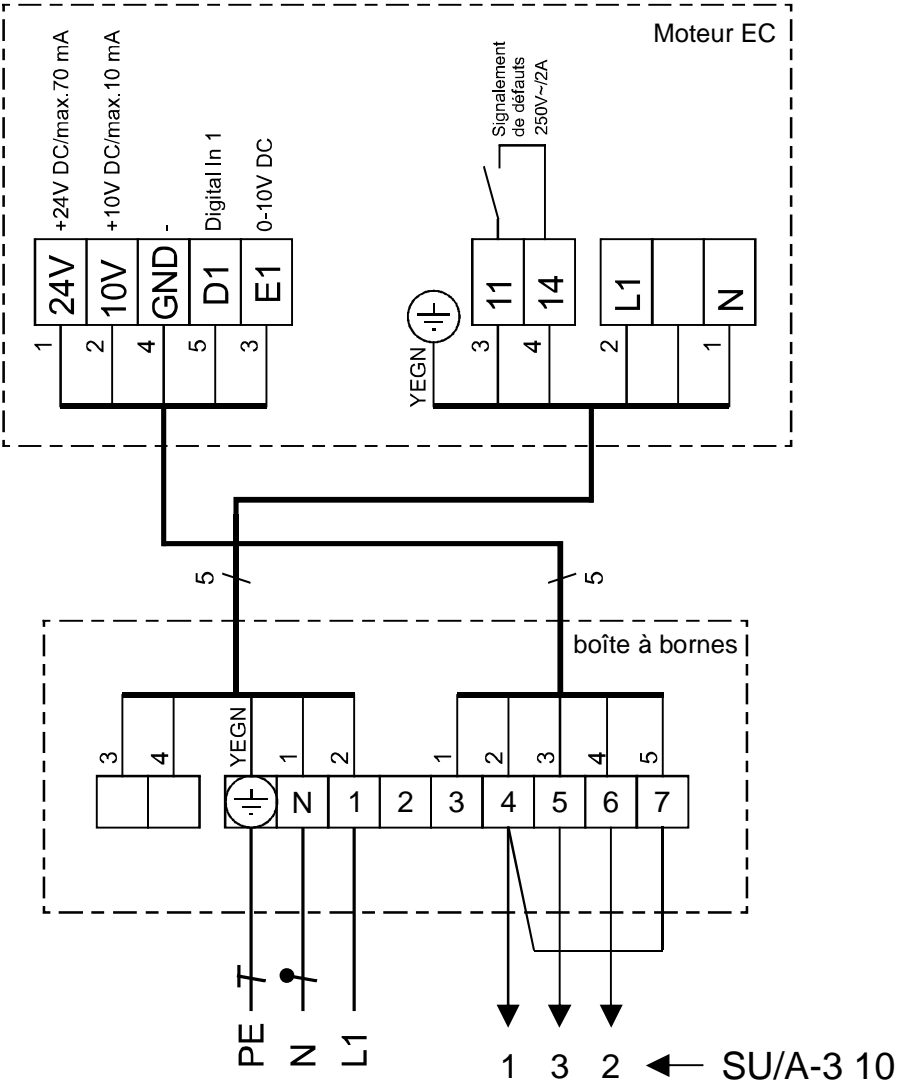 Moteur EC
+24V DC/max.70 mA
+10V DC/max.10 mA
-
Digital In 1
0-10V DC
Signalement
de défauts
250V~/2A
24V
10V
GND
D1
E1
11
14
L1
N
1
2
4
5
3
YEGN
3
4
2
1
5
5
boîte à bornes
3
4
YEGN
1
2
1
2
3
4
5
N
1
2
3
4
5
6
7
PE
N
L1
1 3 2 SU/A-3 10